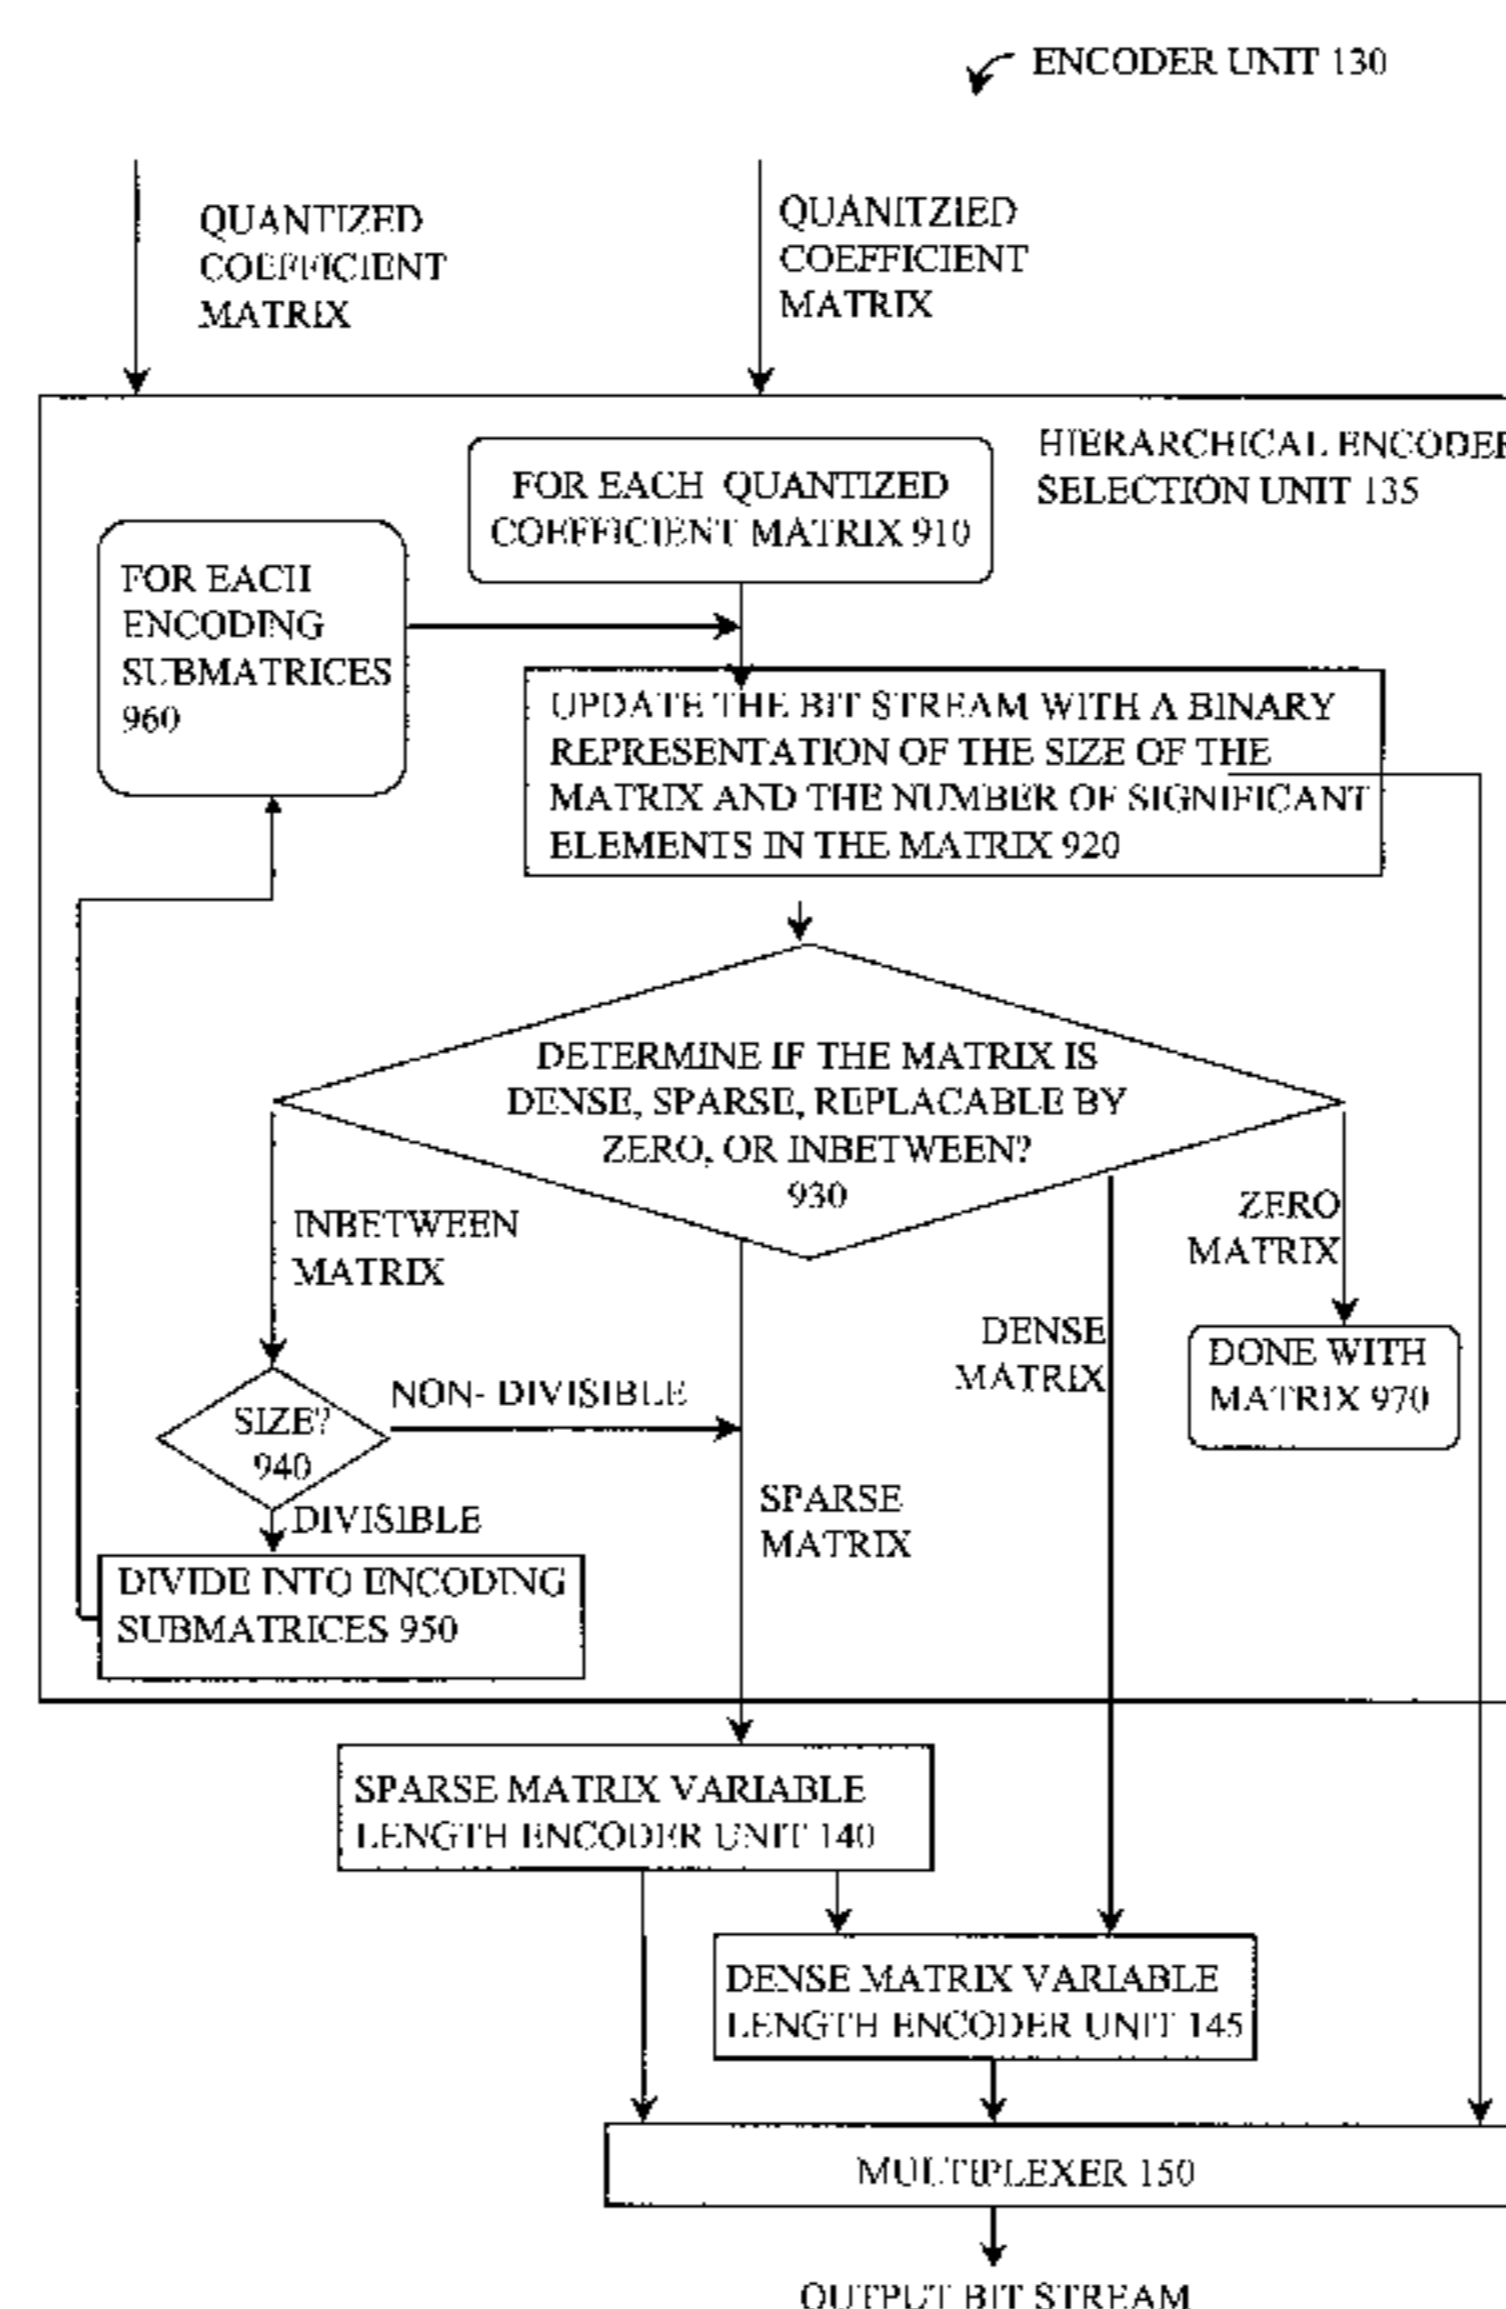 ENCODER UNIT 130
QUANTIZED
COEFFICIENT
MATRIX
QUANITZIED
COEFFICIENT
MATRIX
HIERARCHICAL ENCODER
SELECTION UNIT 135
FOR EACH QUANTIZED
COEFFICIENT MATRIX 910
FOR EACH
ENCODING
SUBMATRICES
960
UPDATE THE BIT STREAM WITH A BINARY
REPRESENTATION OF THE SIZE OF THE
MATRIX AND THE NUMBER OF SIGNIFICANT
ELEMENTS IN THE MATRIX 920
DETERMINE IF THE MATRIX IS
DENSE, SPARSE, REPLACABLE BY
ZERO, OR INBETWEEN?
930
INBETWEEN
MATRIX
ZERO
MATRIX
DENSE
MATRIX
DONE WITH
MATRIX 970
NON- DIVISIBLE
SIZE?
940
DIVISIBLE
SPARSE
MATRIX
DIVIDE INTO ENCODING
SUBMATRICES 950
SPARSE MATRIX VARIABLE
LENGTH ENCODER UNIT 140
DENSE MATRIX VARIABLE
LENGTH ENCODER UNIT 145
MULTIPLEXER 150
OUTPUT BIT STREAM